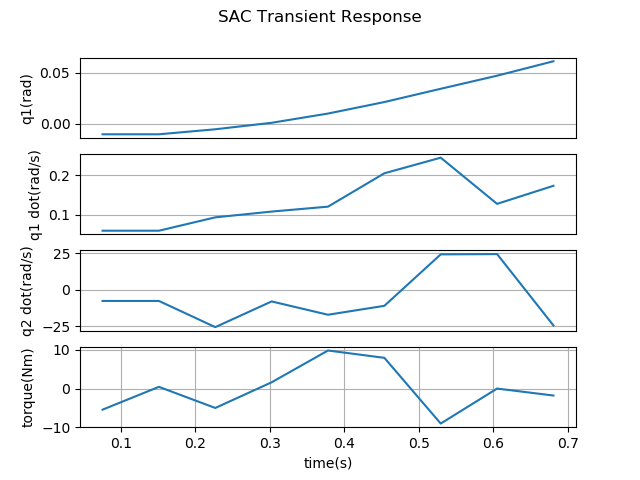 SAC Transient Response
q1(rad)
0.05
0.00
q1 dot(rad/s)
0.2
0.1
q2 dot(rad/s)
25
0
−25
torque(Nm)
10
0
−10
0.1 0.2 0.3 0.4 0.5 0.6 0.7
time(s)